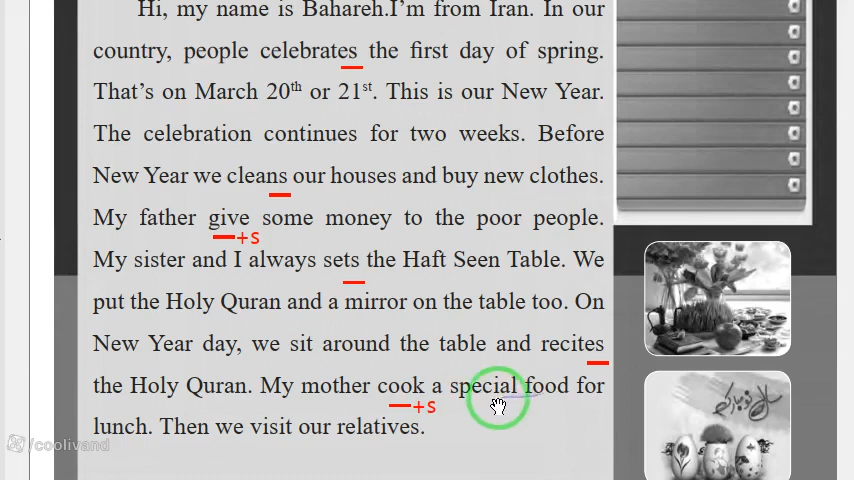 Hi, my name is Bahareh.I'm from Iran. In our
country, people celebrates the first day of spring.
That's on March 20th or 21st. This is our New Year.
The celebration continues for two weeks. Before
New Year we cleans our houses and buy new clothes.
My father give some money to the poor people.
+s
My sister and I always sets the Haft Seen Table. We
put the Holy Quran and a mirror on the table too. On
New Year day, we sit around the table and recites
the Holy Quran. My mother cook a special food for
+s
lunch. Then we visit our relatives.
/coolivand
سال نو مبارک